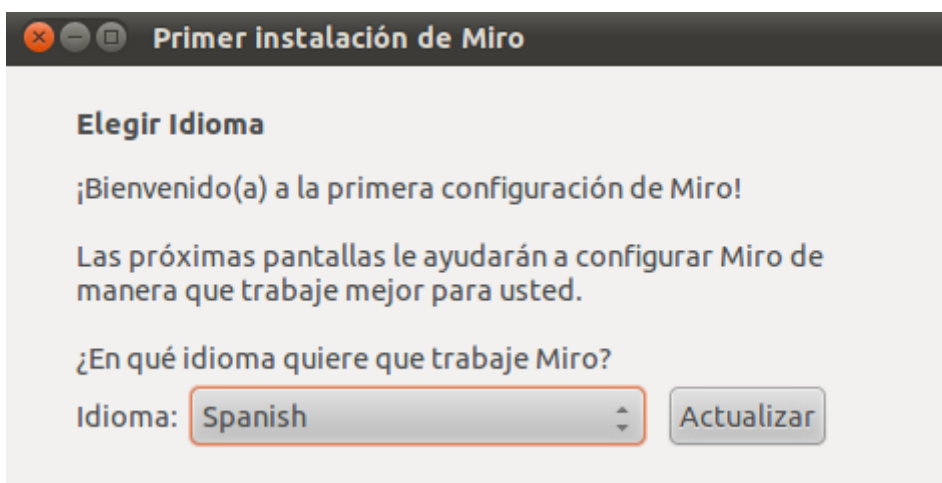 Primer instalación de Miro
Elegir Idioma
¡Bienvenido(a) a la primera configuración de Miro!
Las próximas pantallas le ayudarán a configurar Miro de
manera que trabaje mejor para usted.
¿En qué idioma quiere que trabaje Miro?
Idioma: Spanish Actualizar